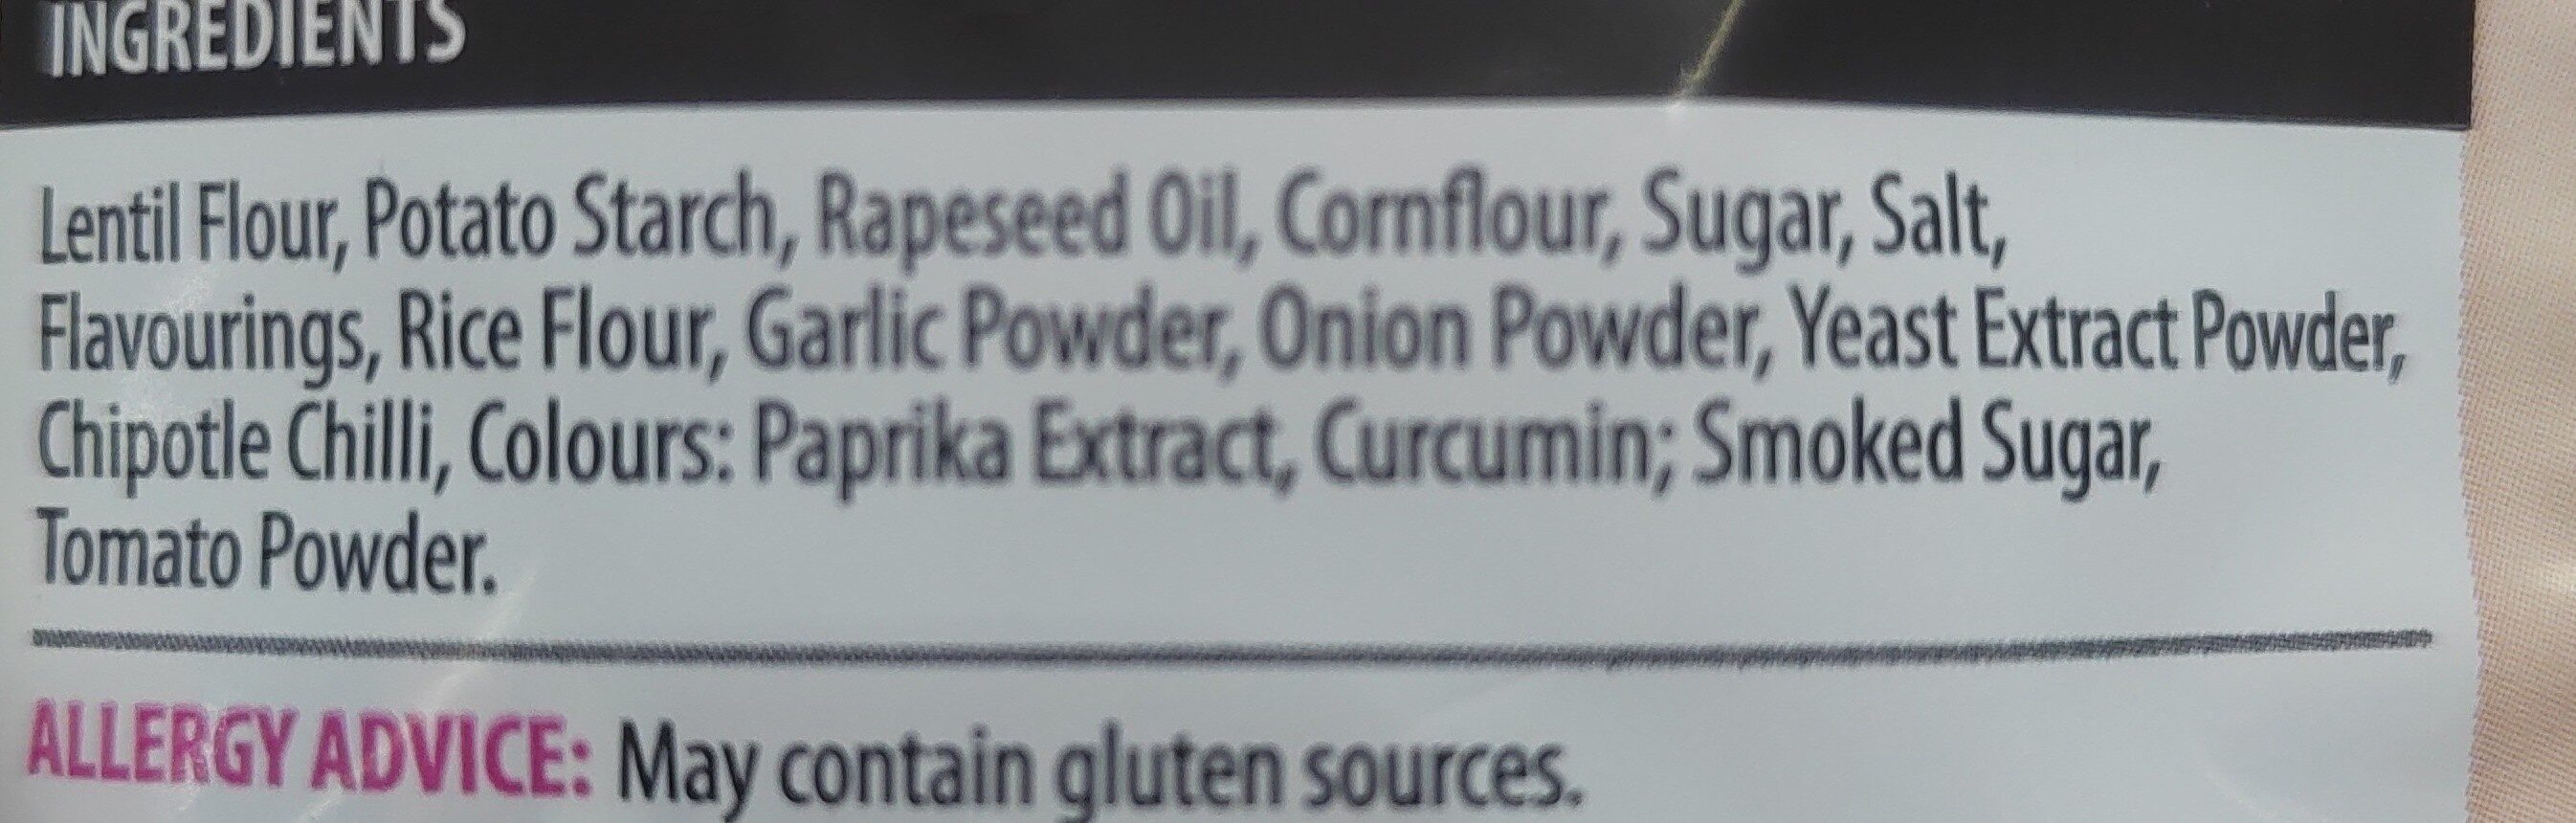 INGREDIENTS
Lentil Flour, Potato Starch, Rapeseed Oil, Cornflour, Sugar, Salt,
Flavourings, Rice Flour, Garlic Powder, Onion Powder, Yeast Extract Powder,
Chipotle Chilli, Colours: Paprika Extract, Curcumin; Smoked Sugar,
Tomato Powder.
ALLERGY ADVICE: May contain gluten sources.